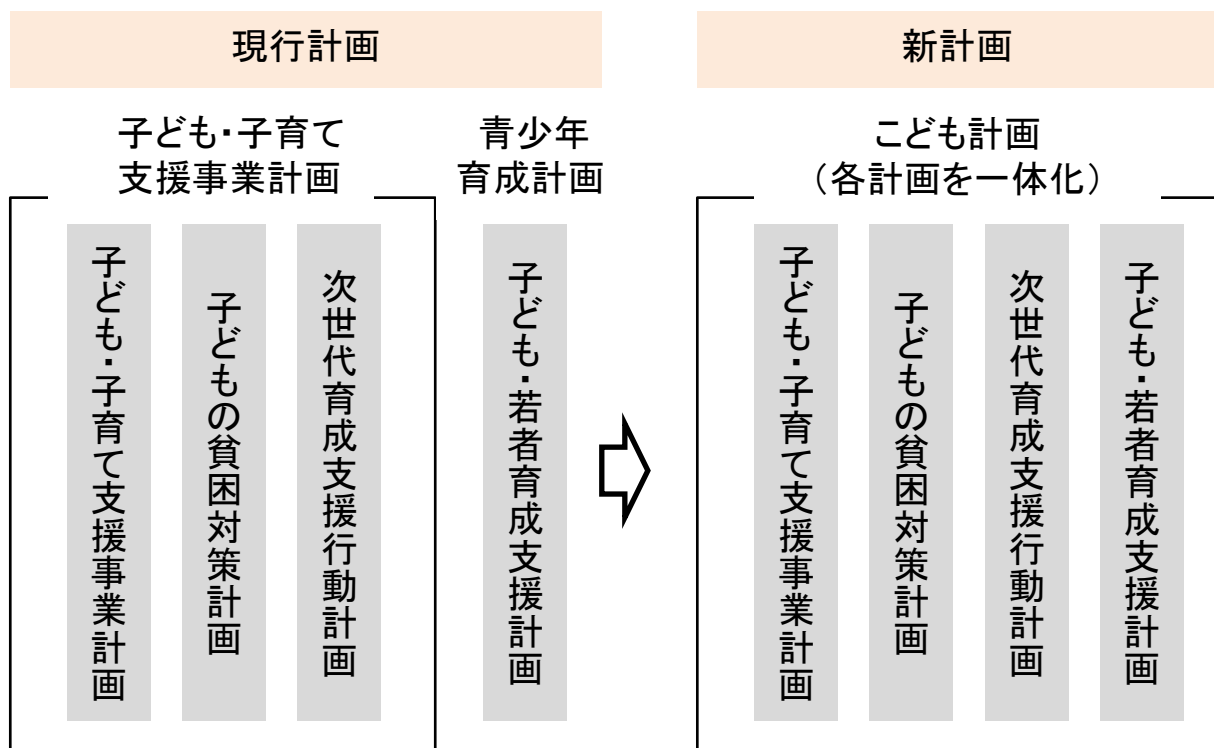 現行計画
子ども・子育て
支援事業計画
青少年
育成計画
子ども・子育て支援事業計画
子どもの貧困対策計画
次世代育成支援行動計画
子ども・若者育成支援計画
新計画
こども計画
（各計画を一体化）
子ども・子育て支援事業計画
子どもの貧困対策計画
次世代育成支援行動計画
子ども・若者育成支援計画